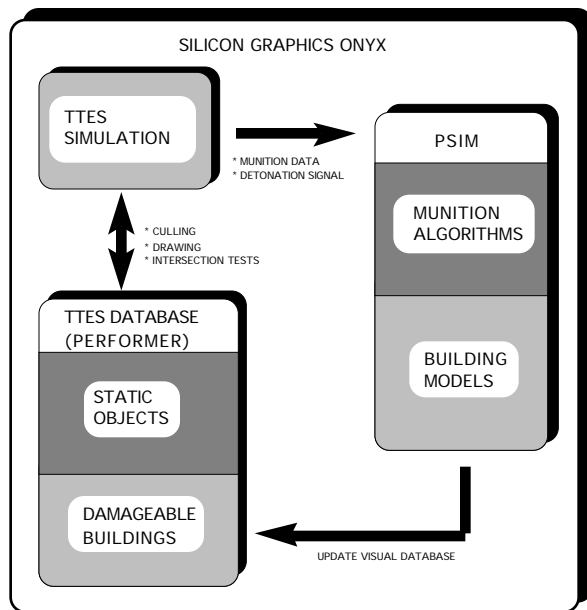 SILICON GRAPHICS ONYX
TTES
SIMULATION
* MUNITION DATA
* DETONATION SIGNAL
PSIM
MUNITION
ALGORITHMS
BUILDING
MODELS
* CULLING
* DRAWING
* INTERSECTION TESTS
TTES DATABASE
(PERFORMER)
STATIC
OBJECTS
DAMAGEABLE
BUILDINGS
UPDATE VISUAL DATABASE